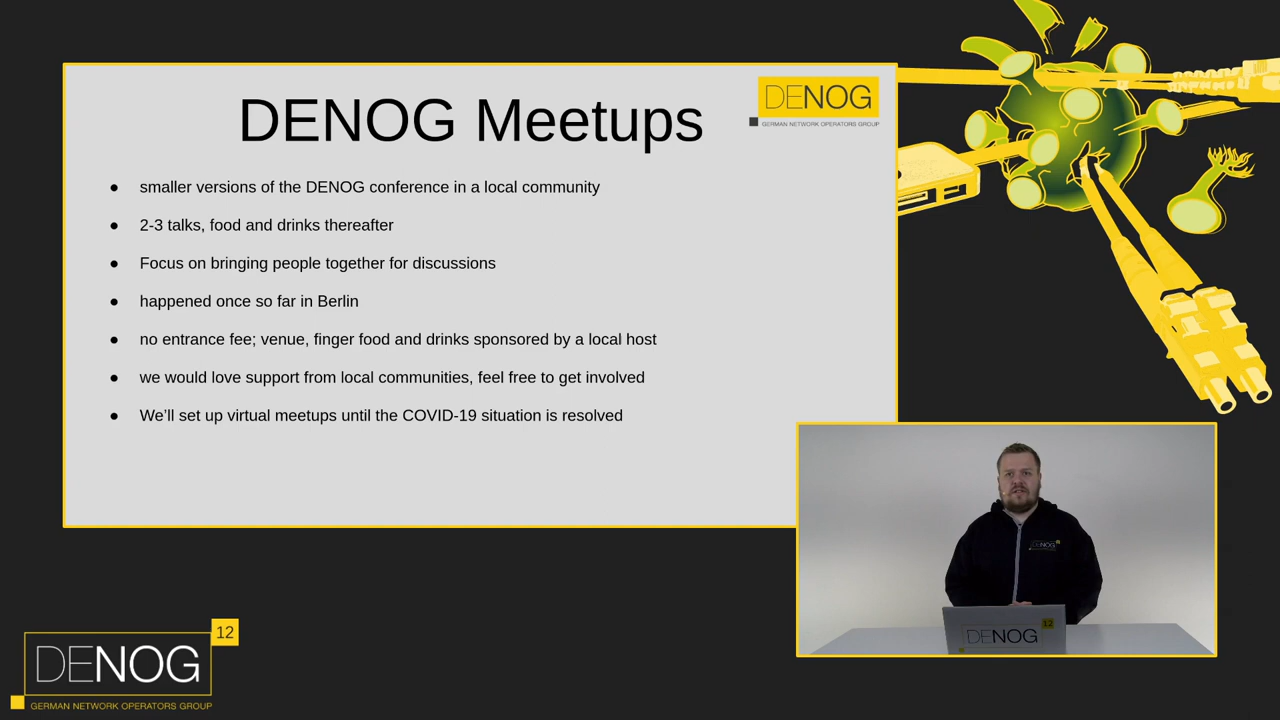 DENOG Meetups
DENOG
GERMAN NETWORK OPERATORS GROUP
● smaller versions of the DENOG conference in a local community
● 2-3 talks, food and drinks thereafter
● Focus on bringing people together for discussions
● happened once so far in Berlin
● no entrance fee; venue, finger food and drinks sponsored by a local host
● we would love support from local communities, feel free to get involved
● We'll set up virtual meetups until the COVID-19 situation is resolved
DENOG
12
DENOG
12
DENOG
GERMAN NETWORK OPERATORS GROUP